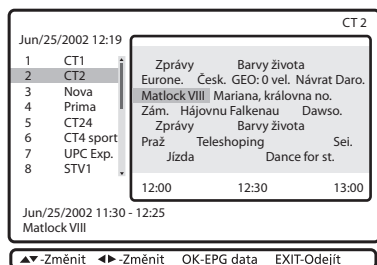 CT 2
Jun/25/2002 12:19
1 CT1
2 CT2
3 Nova
4 Prima
5 CT24
6 CT4 sport
7 UPC Exp.
8 STV1
Zprávy Barvy života
Eurone. Česk. GEO: 0 vel. Návrat Daro.
Matlock VIII Mariana, královna no.
Zám. Hájovnu Falkenau Dawso.
Zprávy Barvy života
Praž Teleshoping Sei.
Jízda Dance for st.
12:00 12:30 13:00
Jun/25/2002 11:30 - 12:25
Matlock VIII
▲▼-Změnit ◄►-Změnit OK-EPG data EXIT-Odejít